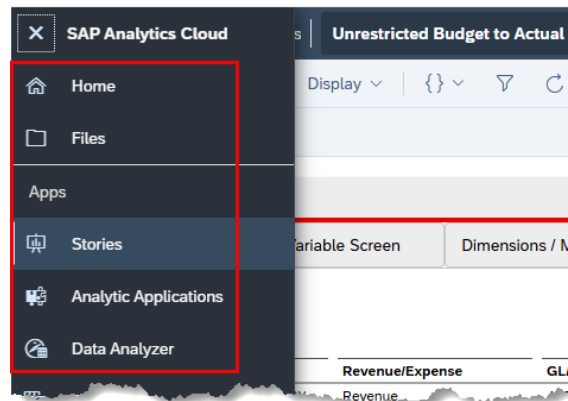 SAP Analytics Cloud
s
Unrestricted Budget to Actual
Home
Display
{}
Files
Apps
Stories
Variable Screen
Dimensions / M
Analytic Applications
Data Analyzer
Revenue/Expense
GL/
Revenue